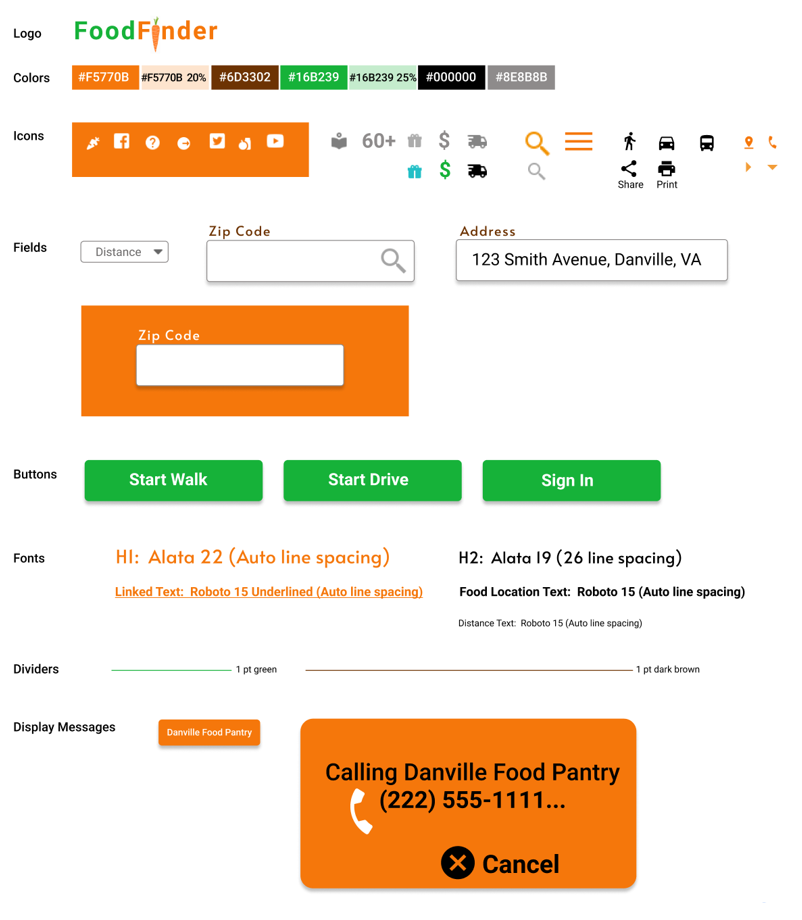 Logo
FoodFinder
Colors
#F5770B
#F5770B 20%
#6D3302
#16B239
#16B239 25%
#000000
#8E8B8B
Icons
60+
$
$
Share
Print
Fields
Distance
Zip Code
Address
123 Smith Avenue, Danville, VA
Zip Code
Buttons
Start Walk
Start Drive
Sign In
Fonts
H1: Alata 22 (Auto line spacing)
H2: Alata 19 (26 line spacing)
Linked Text: Roboto 15 Underlined (Auto line spacing)
Food Location Text: Roboto 15 (Auto line spacing)
Distance Text: Roboto 15 (Auto line spacing)
Dividers
1 pt green
1 pt dark brown
Display Messages
Danville Food Pantry
Calling Danville Food Pantry
(222) 555-1111...
Cancel